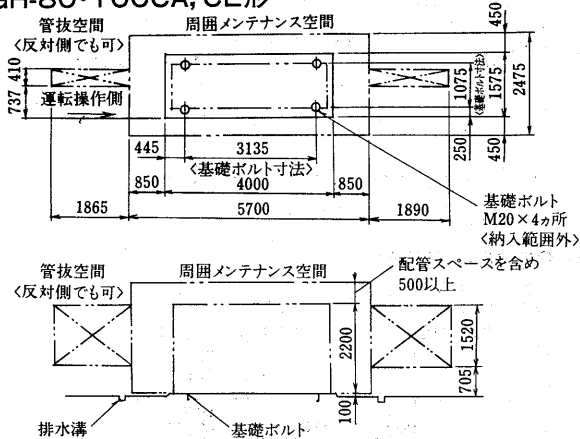 GH-80・100CA, CE形
管抜空間
〈反対側でも可〉
周囲メンテナンス空間
450
410
737
運転操作側
1075
〈基礎ボルト寸法〉
1575
2475
250
450
445
3135
〈基礎ボルト寸法〉
850
4000
850
1865
5700
1890
基礎ボルト
M20×4ヵ所
〈納入範囲外〉
管抜空間
〈反対側でも可〉
周囲メンテナンス空間
配管スペースを含め
500以上
2200
1520
705
100
排水溝
基礎ボルト